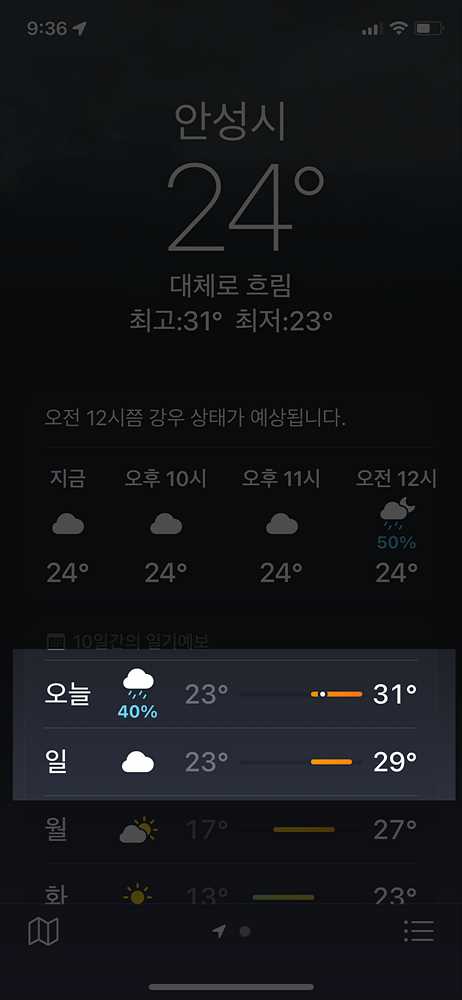 9:36
안성시
24°
대체로 흐림
최고:31° 최저:23°
오전 12시쯤 강우 상태가 예상됩니다.
지금 오후 10시 오후 11시 오전 12시
50%
24° 24° 24° 24°
10일간의 일기예보
오늘 40% 23° 31°
일 23° 29°
월 17° 27°
화 13° 23°